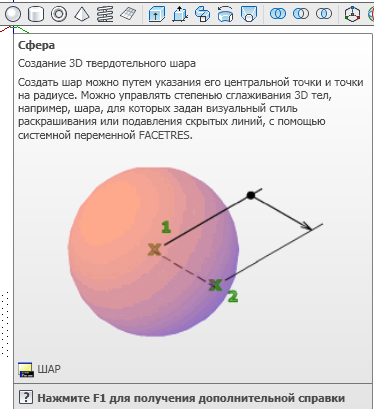 Сфера
Создание 3D твердотельного шара
Создать шар можно путем указания его центральной точки и точки
на радиусе. Можно управлять степенью сглаживания 3D тел,
например, шара, для которых задан визуальный стиль
раскрашивания или подавления скрытых линий, с помощью
системной переменной FACETRES.
1
2
ШАР
? Нажмите F1 для получения дополнительной справки